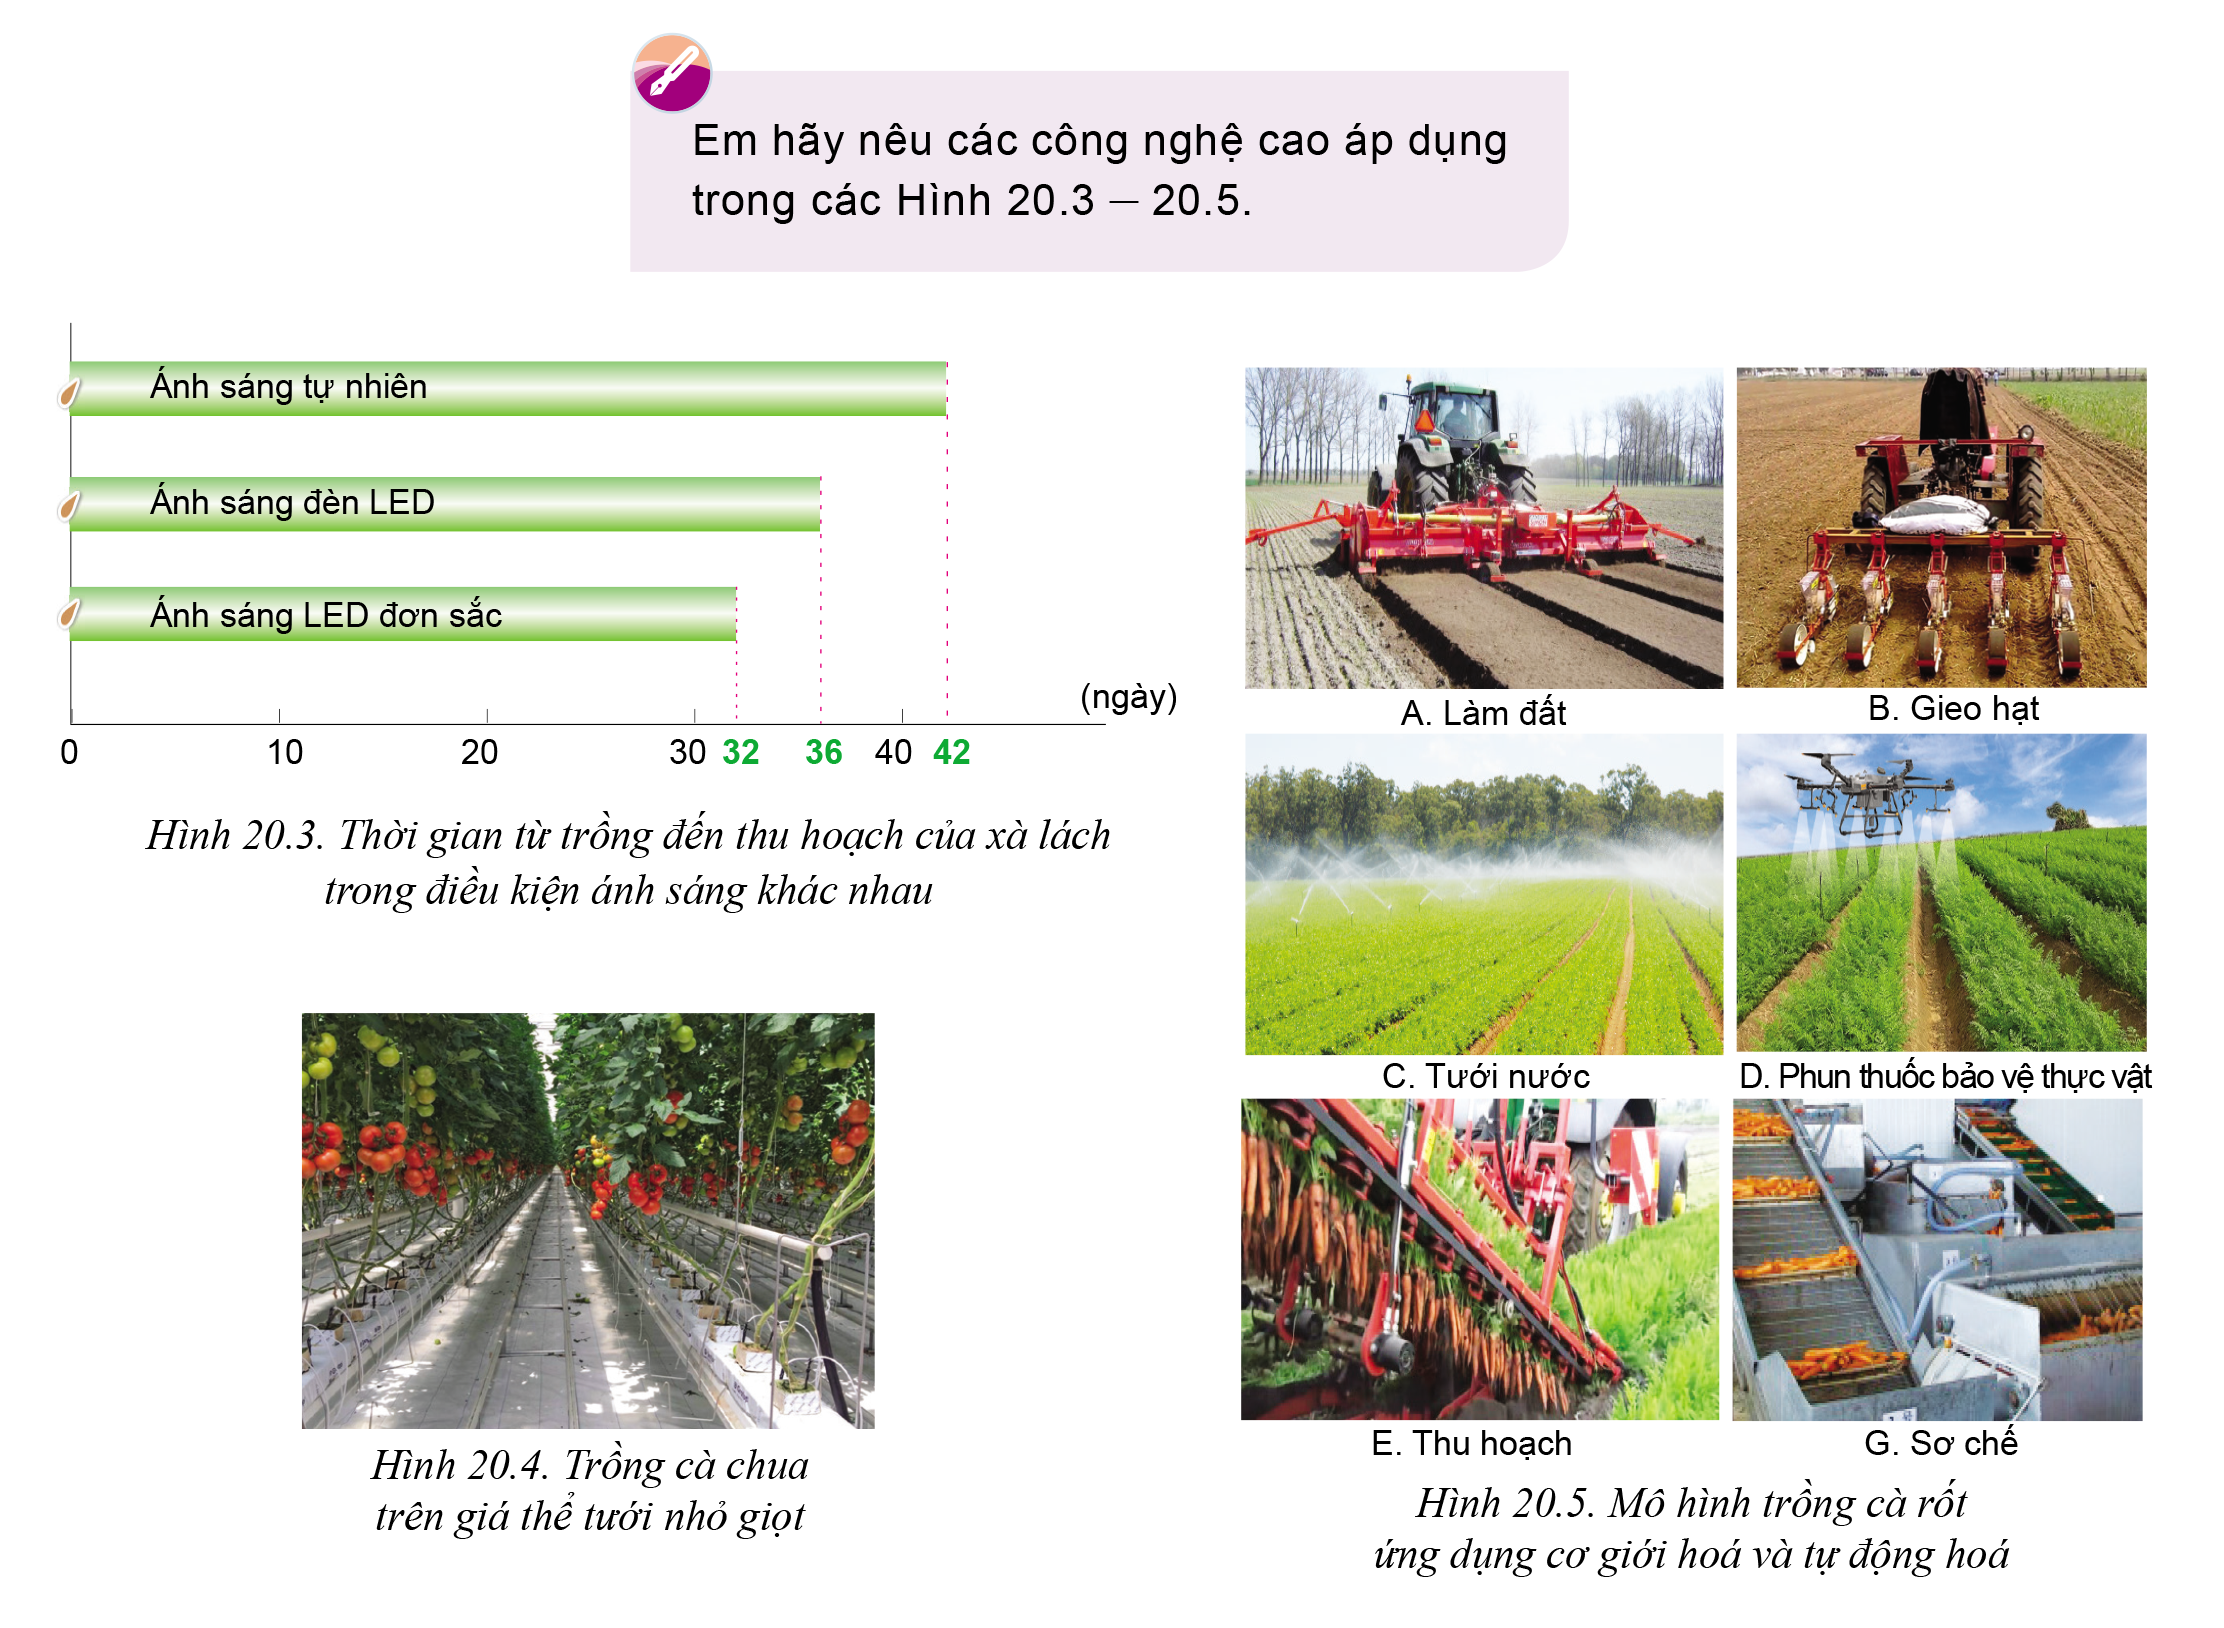 Em hãy nêu các công nghệ cao áp dụng
trong các Hình 20.3 – 20.5.
Ánh sáng tự nhiên
Ánh sáng đèn LED
Ánh sáng LED đơn sắc
(ngày)
0 10 20 30 32 36 40 42
Hình 20.3. Thời gian từ trồng đến thu hoạch của xà lách
trong điều kiện ánh sáng khác nhau
Hình 20.4. Trồng cà chua
trên giá thể tưới nhỏ giọt
A. Làm đất
B. Gieo hạt
C. Tưới nước
D. Phun thuốc bảo vệ thực vật
E. Thu hoạch
G. Sơ chế
Hình 20.5. Mô hình trồng cà rốt
ứng dụng cơ giới hoá và tự động hoá